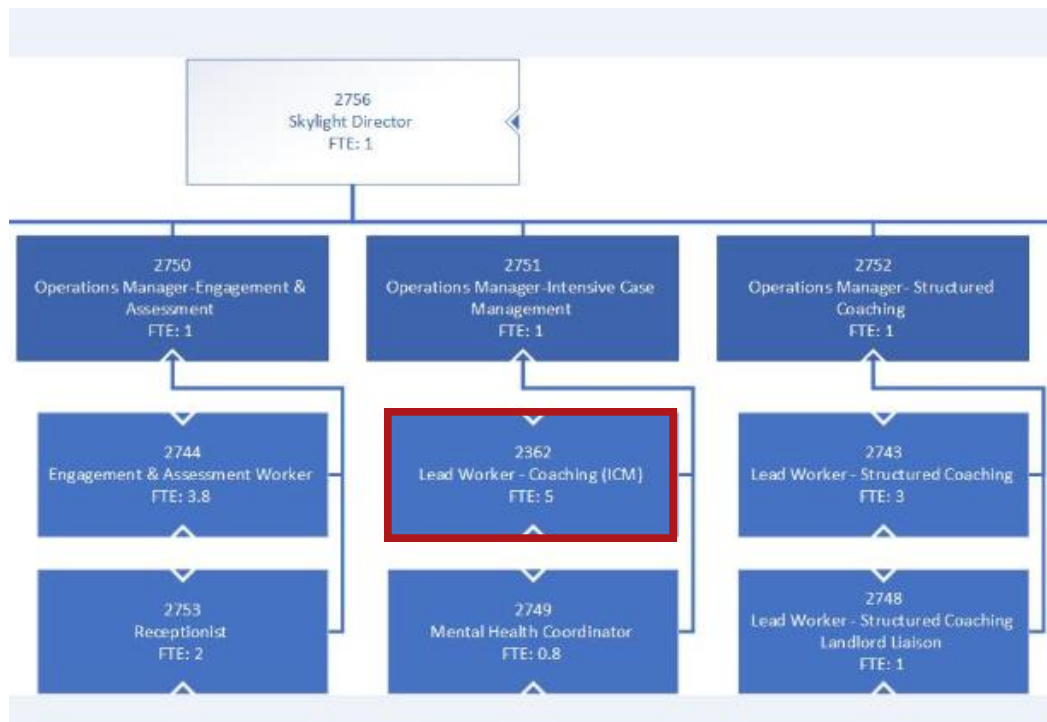 2756
Skylight Director
FTE: 1
2750
Operations Manager-Engagement &
Assessment
FTE: 1
2751
Operations Manager-Intensive Case
Management
FTE: 1
2752
Operations Manager- Structured
Coaching
FTE: 1
2744
Engagement & Assessment Worker
FTE: 3.8
2362
Lead Worker - Coaching (ICM)
FTE: 5
2743
Lead Worker - Structured Coaching
FTE: 3
2753
Receptionist
FTE: 2
2749
Mental Health Coordinator
FTE: 0.8
2748
Lead Worker - Structured Coaching
Landlord Liaison
FTE: 1